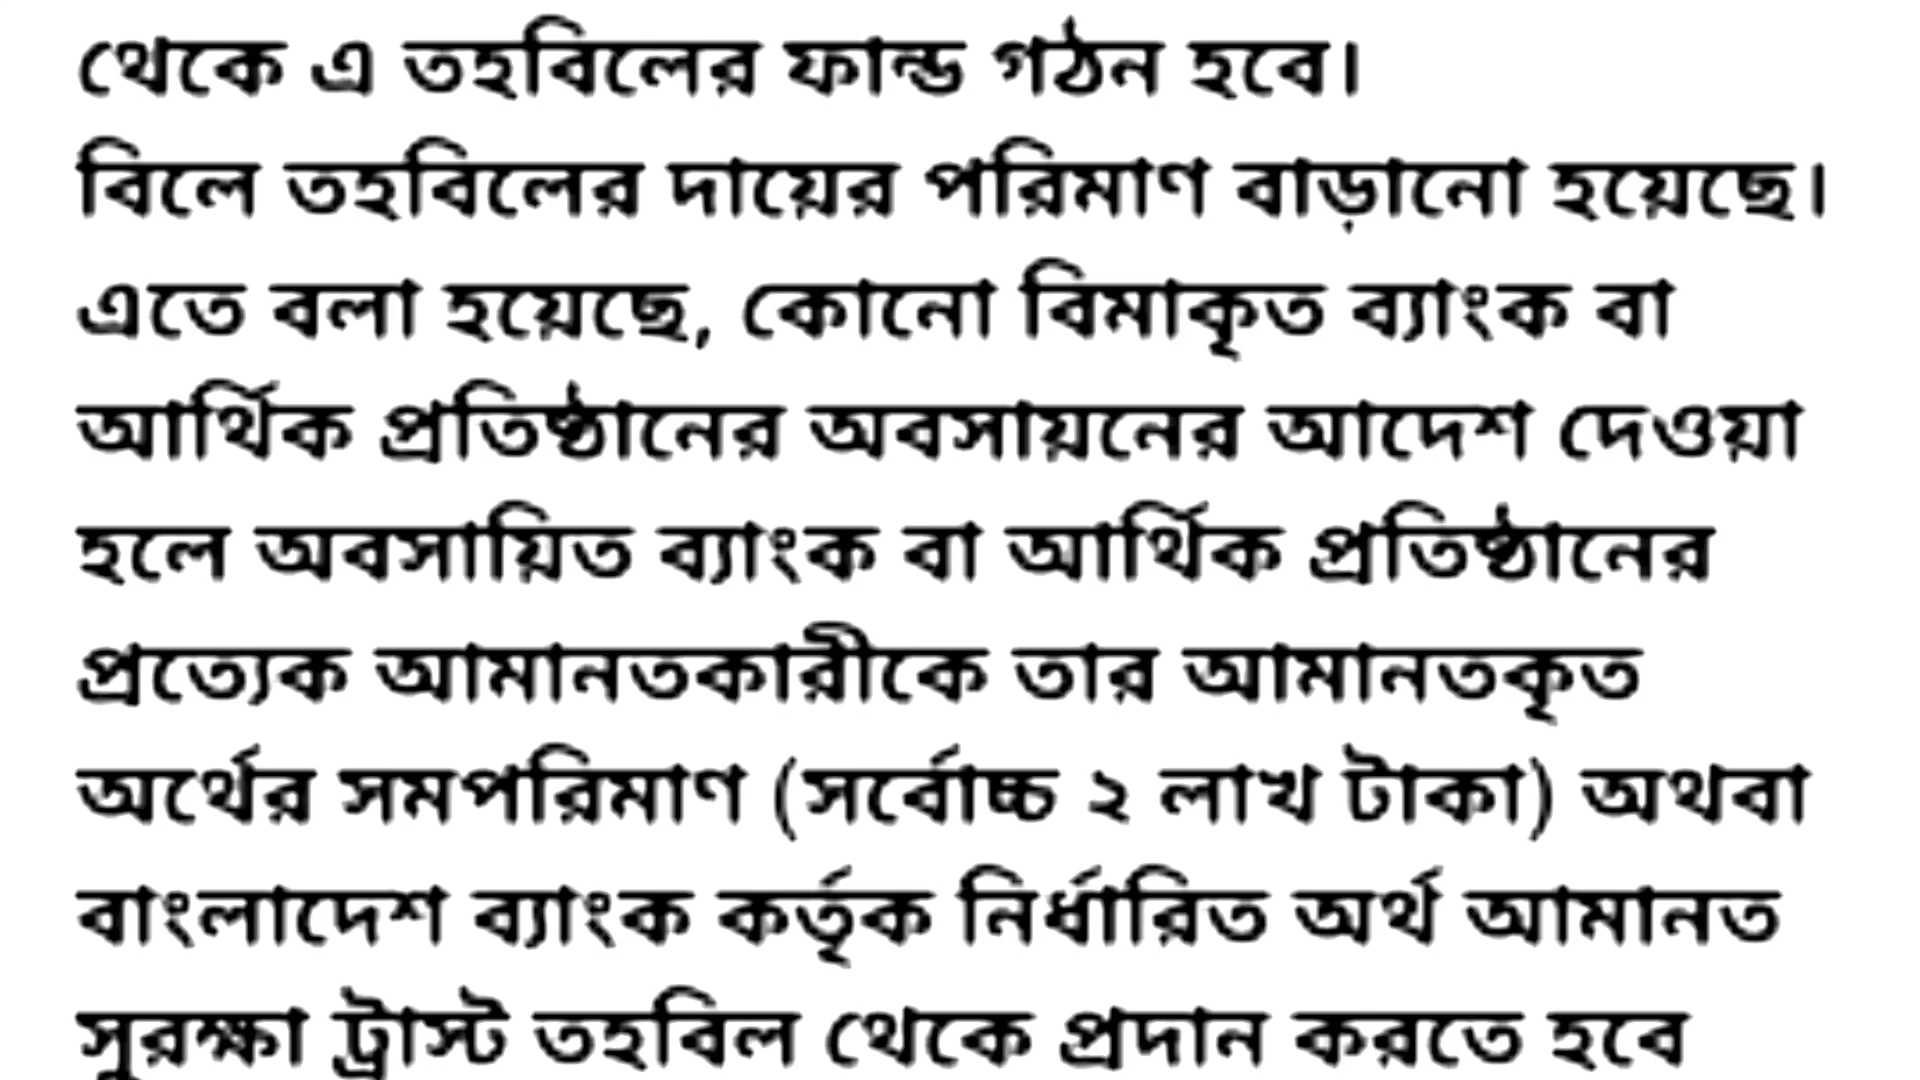 থেকে এ তহবিলের ফান্ড গঠন হবে।
বিলে তহবিলের দায়ের পরিমাণ বাড়ানো হয়েছে।
এতে বলা হয়েছে, কোনো বিমাকৃত ব্যাংক বা
আর্থিক প্রতিষ্ঠানের অবসায়নের আদেশ দেওয়া
হলে অবসায়িত ব্যাংক বা আর্থিক প্রতিষ্ঠানের
প্রত্যেক আমানতকারীকে তার আমানতকৃত
অর্থের সমপরিমাণ (সর্বোচ্চ ২ লাখ টাকা) অথবা
বাংলাদেশ ব্যাংক কর্তৃক নির্ধারিত অর্থ আমানত
সুরক্ষা ট্রাস্ট তহবিল থেকে প্রদান করতে হবে